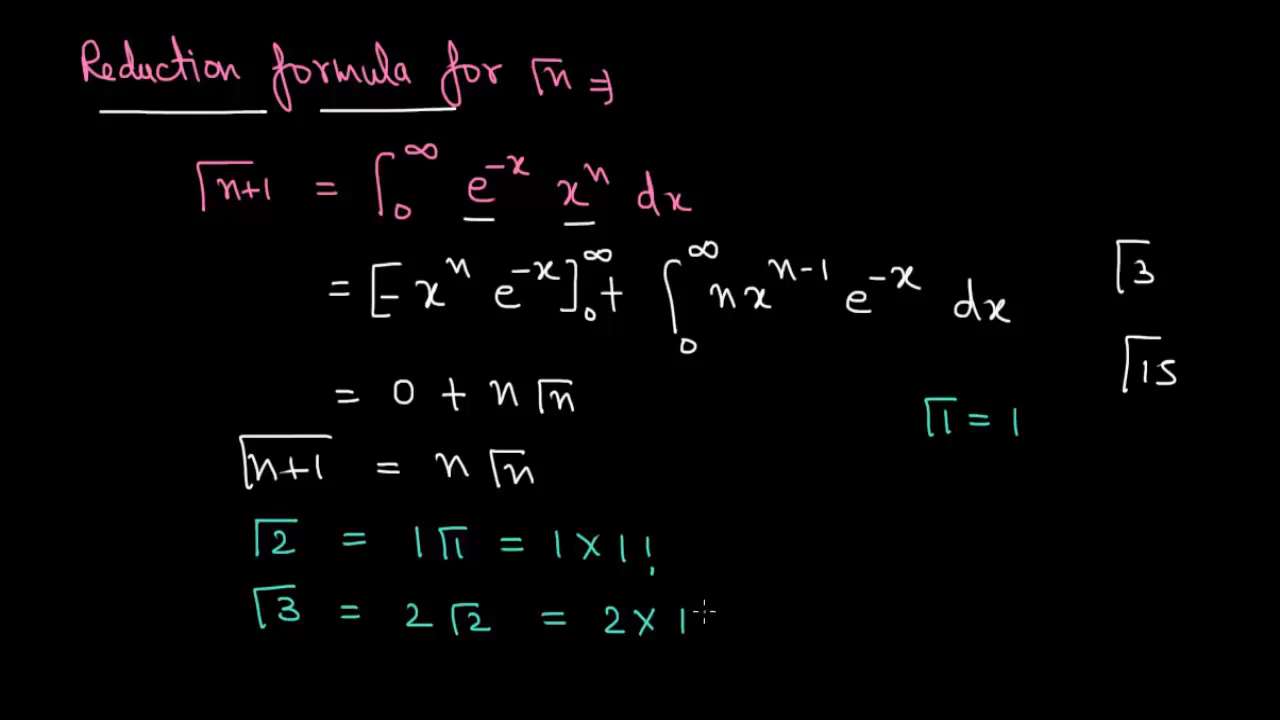 Reduction formula for Γn ⇒
Γn+1 = ∫₀^∞ e^-x x^n dx
= [-x^n e^-x]₀^∞ + ∫₀^∞ nx^n-1 e^-x dx
Γ3
Γ15
= 0 + n Γn
Γ1 = 1
Γn+1 = n Γn
Γ2 = 1 Γ1 = 1 × 1!
Γ3 = 2 Γ2 = 2 × 1